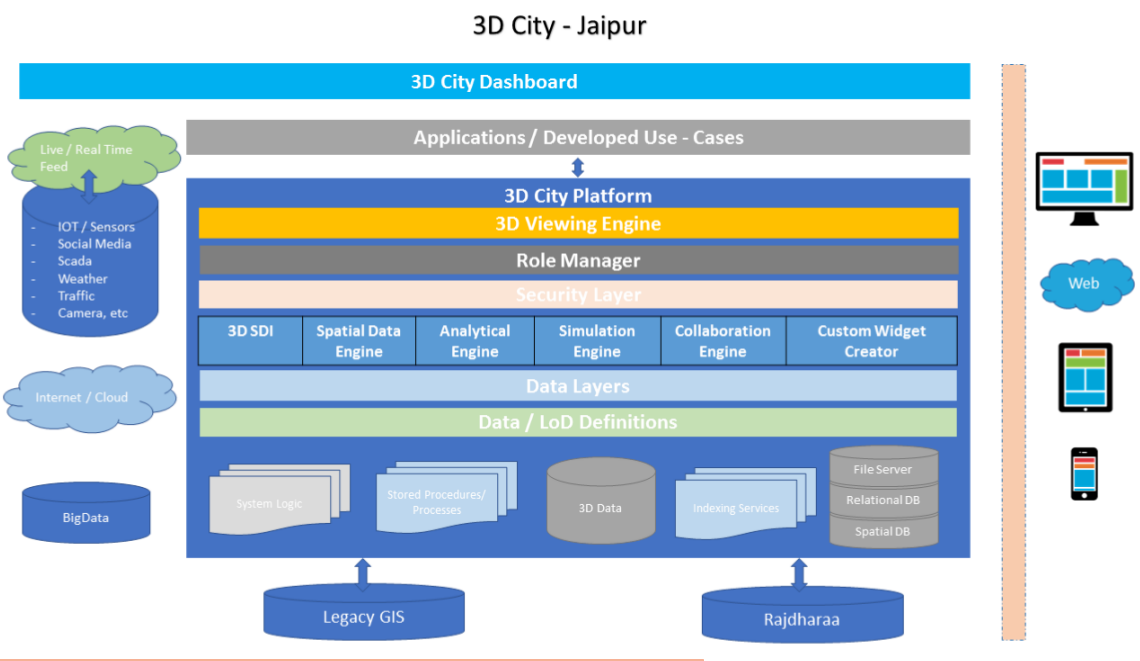 3D City - Jaipur
3D City Dashboard
Applications / Developed Use - Cases
Live / Real Time
Feed
- IOT / Sensors
- Social Media
- Scada
- Weather
- Traffic
- Camera, etc
Internet / Cloud
BigData
3D City Platform
3D Viewing Engine
Role Manager
Security Layer
3D SDI
Spatial Data
Engine
Analytical
Engine
Simulation
Engine
Collaboration
Engine
Custom Widget
Creator
Data Layers
Data / LoD Definitions
System Logic
Stored Procedures/
Processes
3D Data
Indexing Services
File Server
Relational DB
Spatial DB
Legacy GIS
Rajdharaa
Web